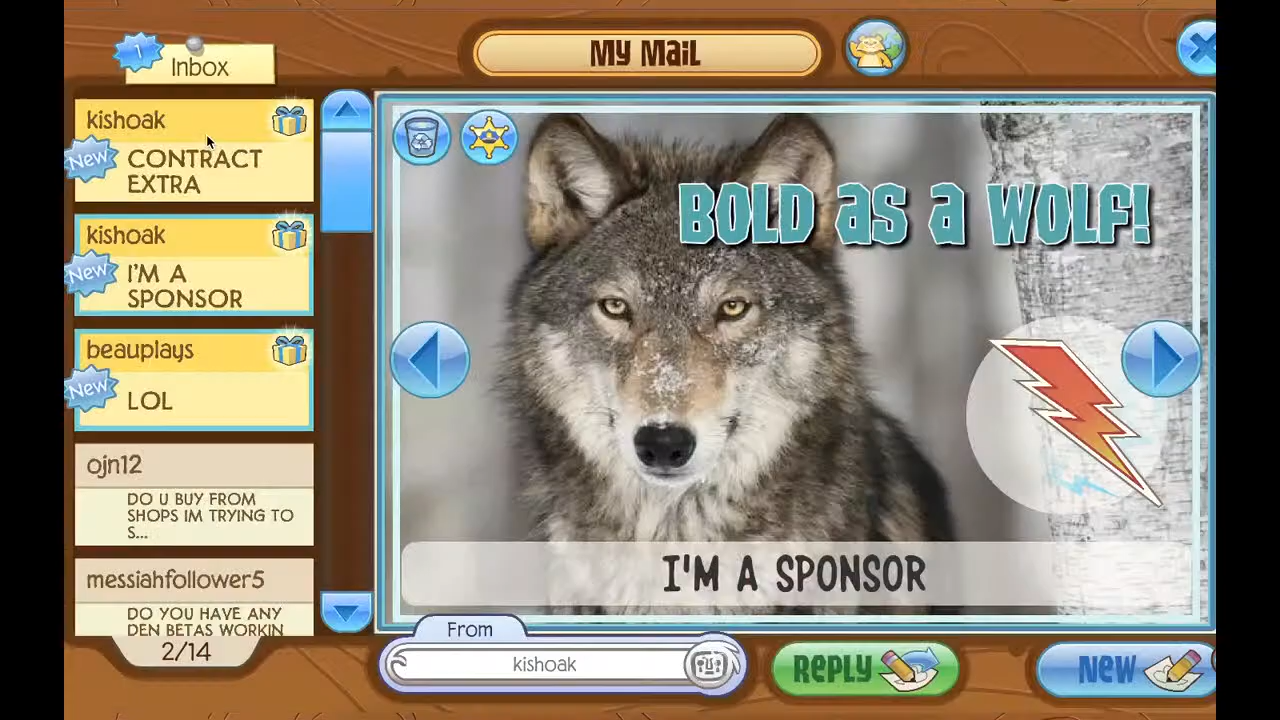 1
Inbox
My Mail
kishoak
New
CONTRACT
EXTRA
kishoak
New
I'M A
SPONSOR
beauplays
New
LOL
ojn12
DO U BUY FROM
SHOPS IM TRYING TO
S...
messiahfollower5
DO YOU HAVE ANY
DEN BETAS WORKIN
2/14
BOLD as a WOLF!
I'M A SPONSOR
From
kishoak
REPLY
NEW